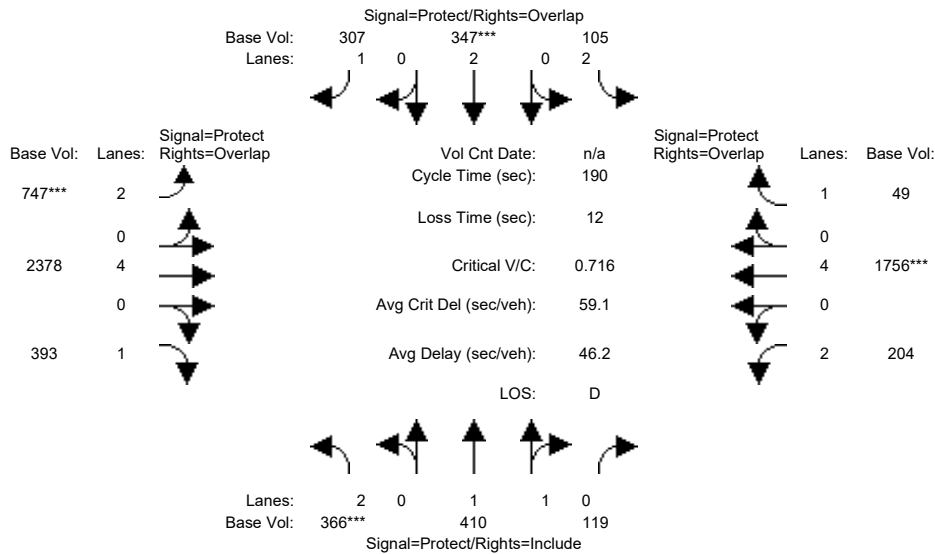 Signal=Protect/Rights=Overlap
Base Vol: 307 347*** 105
Lanes: 1 0 2 0 2
Signal=Protect
Base Vol: Lanes: Rights=Overlap
Vol Cnt Date: n/a
Signal=Protect
Rights=Overlap Lanes: Base Vol:
747*** 2
Cycle Time (sec): 190
1 49
Loss Time (sec): 12
0
0
2378 4
Critical V/C: 0.716
4 1756***
0
Avg Crit Del (sec/veh): 59.1
0
393 1
Avg Delay (sec/veh): 46.2
2 204
LOS: D
Lanes: 2 0 1 1 0
Base Vol: 366*** 410 119
Signal=Protect/Rights=Include